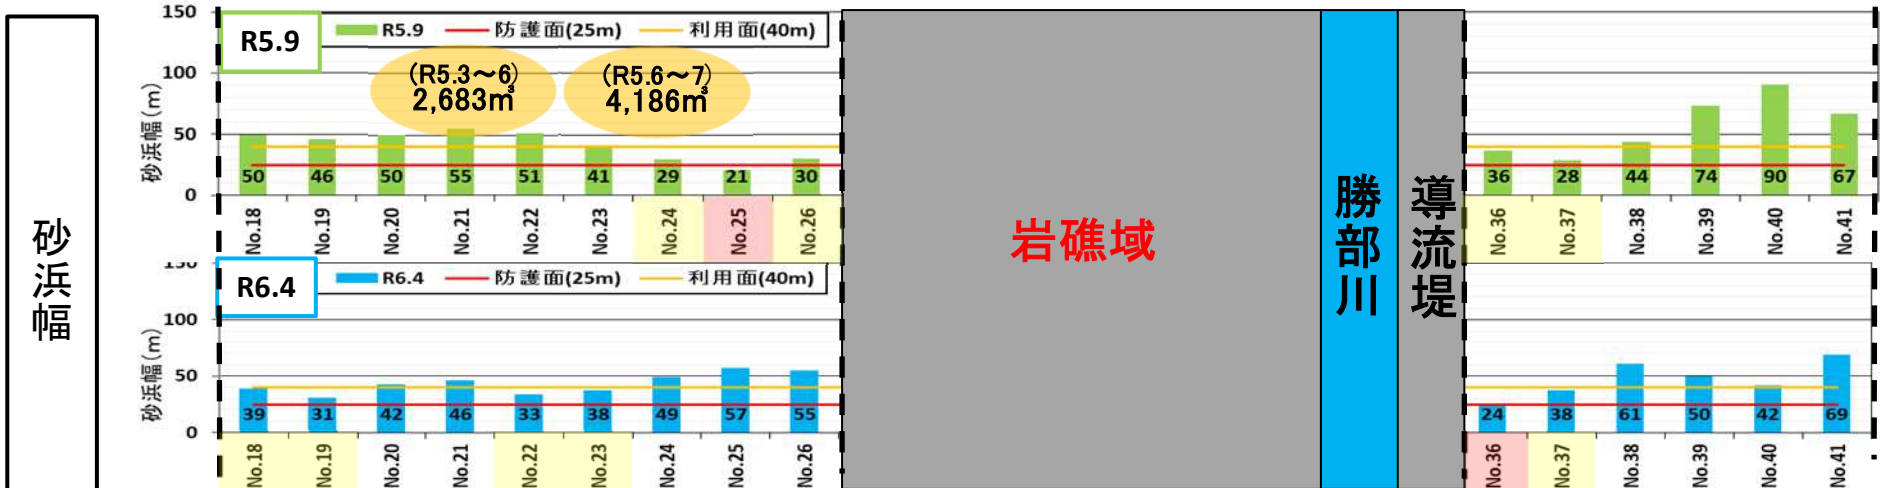 砂浜幅
R5.9
R5.9 防護面(25m) 利用面(40m)
(R5.3～6)
2,683㎥
(R5.6～7)
4,186㎥
砂浜幅(m)
150
100
50
0
50 46 50 55 51 41 29 21 30
No.18 No.19 No.20 No.21 No.22 No.23 No.24 No.25 No.26
36 28 44 74 90 67
No.36 No.37 No.38 No.39 No.40 No.41
岩礁域
勝部川
導流堤
R6.4
R6.4 防護面(25m) 利用面(40m)
砂浜幅(m)
150
100
50
0
39 31 42 46 33 38 49 57 55
No.18 No.19 No.20 No.21 No.22 No.23 No.24 No.25 No.26
24 38 61 50 42 69
No.36 No.37 No.38 No.39 No.40 No.41